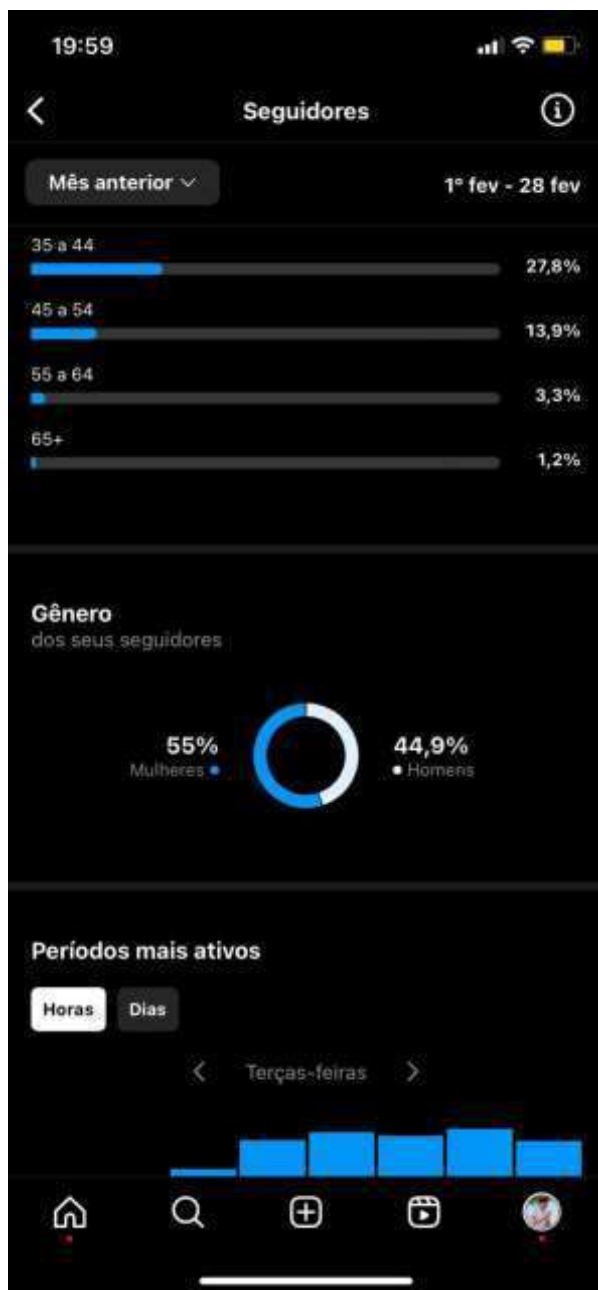 19:59
Seguidores
Mês anterior
1º fev - 28 fev
35 a 44
27,8%
45 a 54
13,9%
55 a 64
3,3%
65+
1,2%
Gênero
dos seus seguidores
55%
Mulheres
44,9%
Homens
Períodos mais ativos
Horas
Dias
Terças-feiras